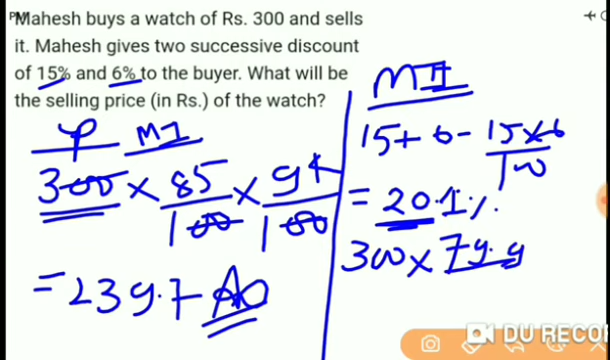 Mahesh buys a watch of Rs. 300 and sells
it. Mahesh gives two successive discount
of 15% and 6% to the buyer. What will be
the selling price (in Rs.) of the watch?
M I
300 × 85/100 × 94/100
= 239.7
M II
15 + 6 - 15×6/100
= 20.1%
300 × 79.9
DU RECO